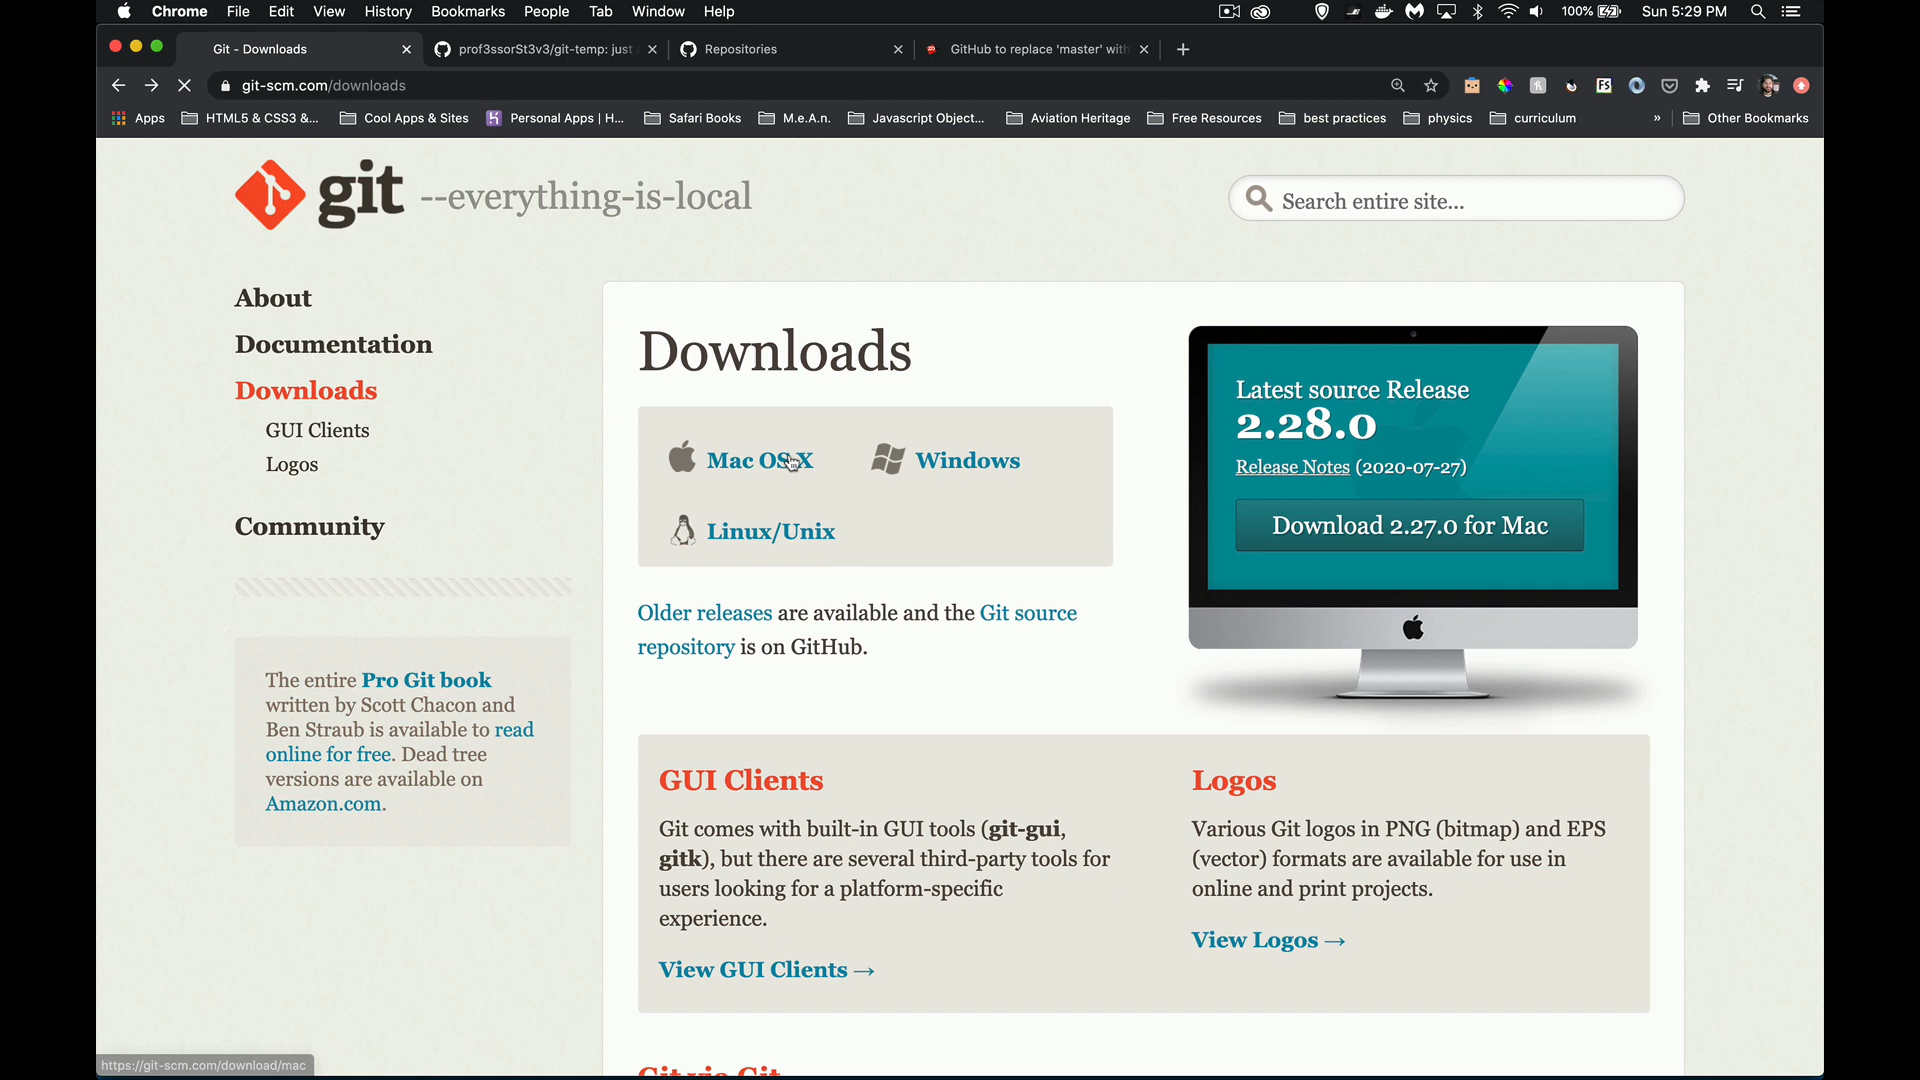 Chrome File Edit View History Bookmarks People Tab Window Help 100% Sun 5:29 PM
Git - Downloads prof3ssorSt3v3/git-temp: just Repositories GitHub to replace 'master' with
git-scm.com/downloads
Apps HTML5 & CSS3 &... Cool Apps & Sites Personal Apps | H... Safari Books M.e.A.n. Javascript Object... Aviation Heritage Free Resources best practices physics curriculum » Other Bookmarks
git --everything-is-local
Search entire site...
About
Documentation
Downloads
GUI Clients
Logos
Community
The entire Pro Git book
written by Scott Chacon and
Ben Straub is available to read
online for free. Dead tree
versions are available on
Amazon.com.
Downloads
Mac OS X Windows
Linux/Unix
Older releases are available and the Git source
repository is on GitHub.
Latest source Release
2.28.0
Release Notes (2020-07-27)
Download 2.27.0 for Mac
GUI Clients
Git comes with built-in GUI tools (git-gui,
gitk), but there are several third-party tools for
users looking for a platform-specific
experience.
View GUI Clients →
Logos
Various Git logos in PNG (bitmap) and EPS
(vector) formats are available for use in
online and print projects.
View Logos →
Git via Git
https://git-scm.com/download/mac